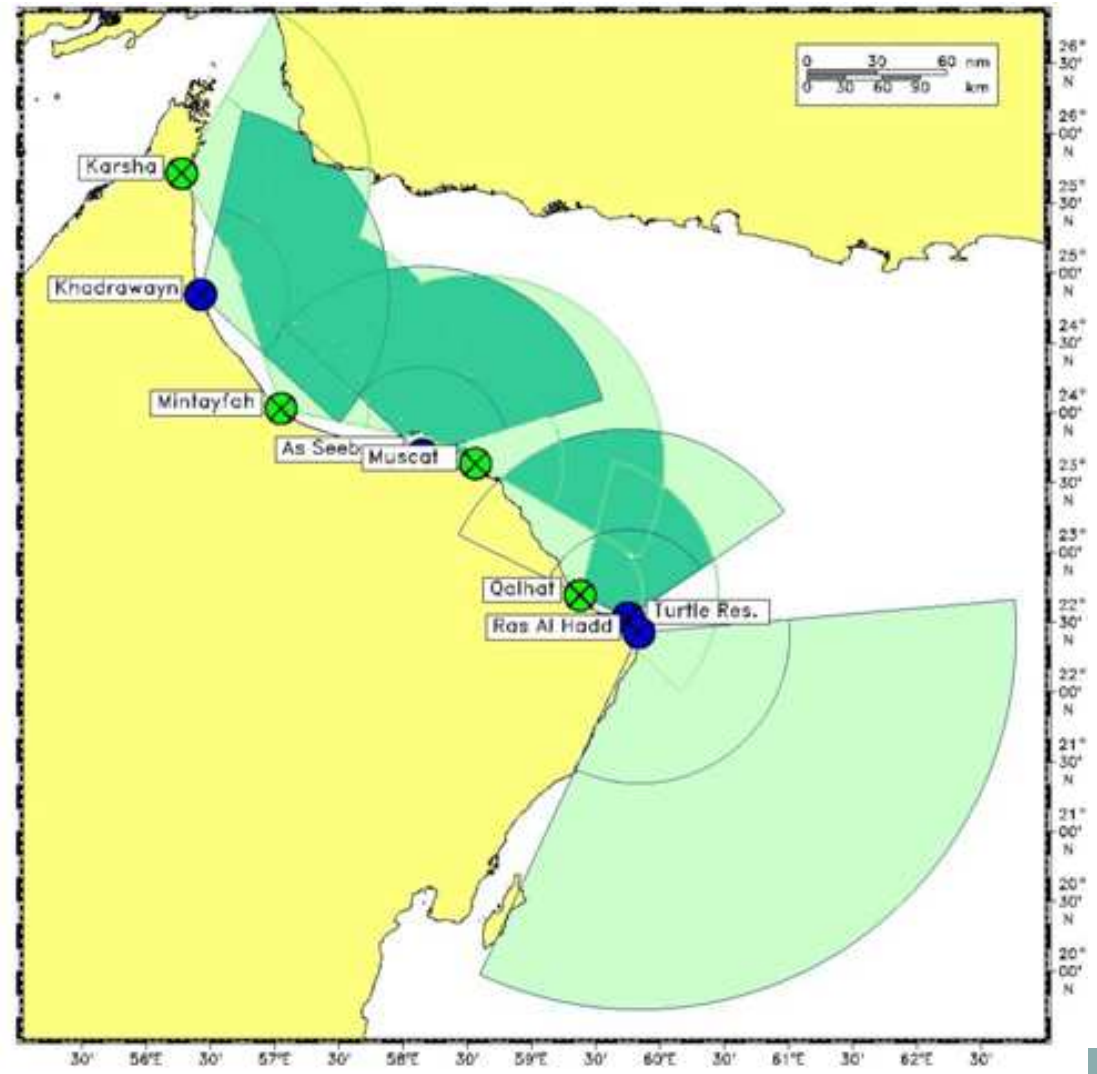 0 30 60 nm
0 30 60 90 km
Karsha
Khadrawayn
Mintayfah
As Seeb
Muscat
Qalhat
Turtle Res.
Ras Al Hadd
26°
30'
N
26°
00'
N
25°
30'
N
25°
00'
N
24°
30'
N
24°
00'
N
23°
30'
N
23°
00'
N
22°
30'
N
22°
00'
N
21°
30'
N
21°
00'
N
20°
30'
N
20°
00'
N
30' 56°E 30' 57°E 30' 58°E 30' 59°E 30' 60°E 30' 61°E 30' 62°E 30'